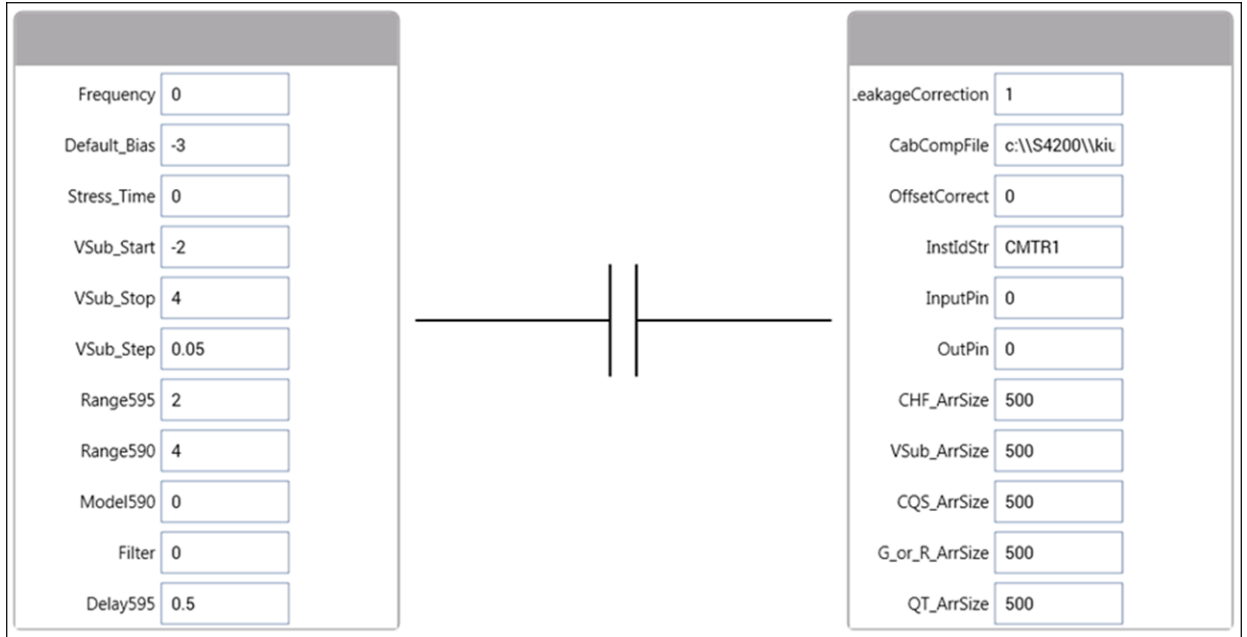 Frequency 0
Default_Bias -3
Stress_Time 0
VSub_Start -2
VSub_Stop 4
VSub_Step 0.05
Range595 2
Range590 4
Model590 0
Filter 0
Delay595 0.5
eakageCorrection 1
CabCompFile c:\\S4200\\kiu
OffsetCorrect 0
InstIdStr CMTR1
InputPin 0
OutPin 0
CHF_ArrSize 500
VSub_ArrSize 500
CQS_ArrSize 500
G_or_R_ArrSize 500
QT_ArrSize 500